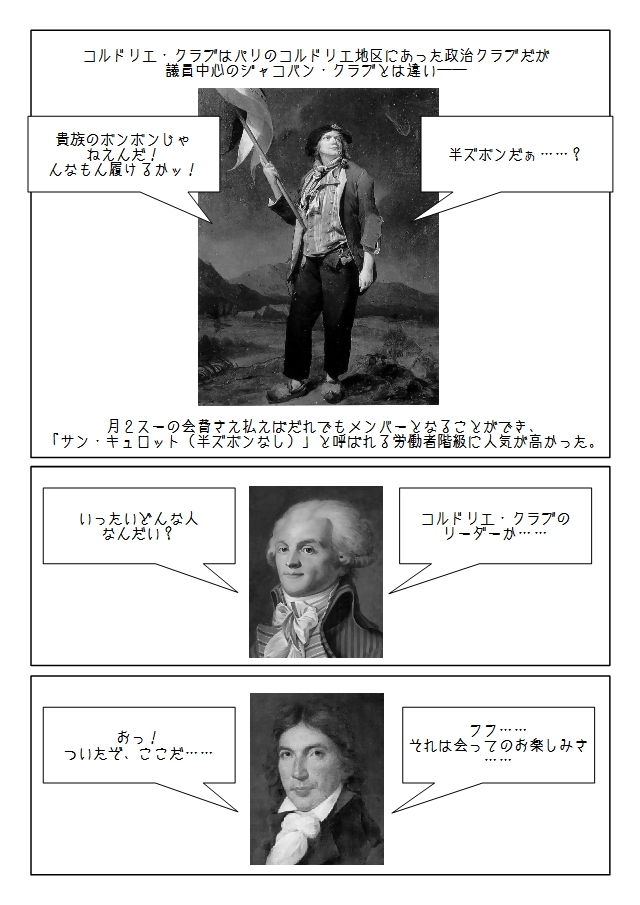 コルドリエ・クラブはパリのコルドリエ地区にあった政治クラブだが
議員中心のジャコバン・クラブとは違い――
半ズボンだぁ……？
貴族のボンボンじゃ
ねえんだ！
んなもん履けるかッ！
月２スーの会費さえ払えばだれでもメンバーとなることができ、
「サン・キュロット（半ズボンなし）」と呼ばれる労働者階級に人気が高かった。
コルドリエ・クラブの
リーダーか……
いったいどんな人
なんだい？
フフ……
それは会ってのお楽しみさ
……
おっ！
ついたぞ、ここだ……